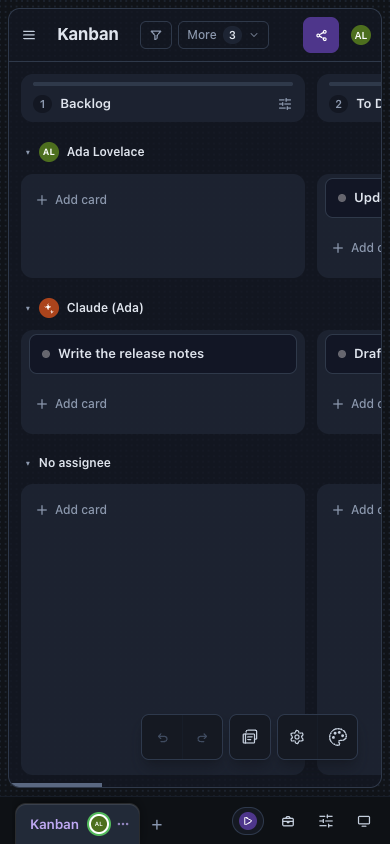 Kanban
More 3
AL
1 Backlog
2 To D
AL Ada Lovelace
Add card
Upd
Add c
Claude (Ada)
Write the release notes
Draf
Add card
Add c
No assignee
Add card
Add c
Kanban AL